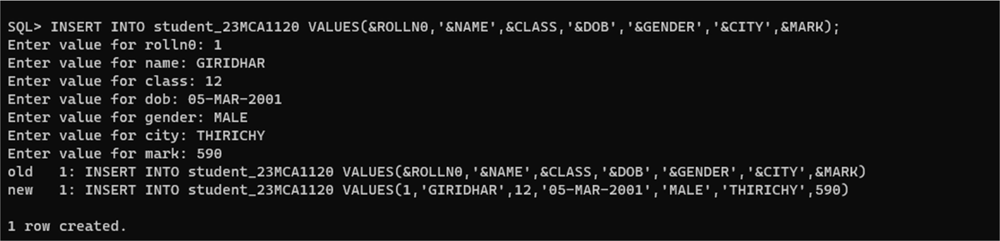 SQL> INSERT INTO student_23MCA1120 VALUES(&ROLLN0,'&NAME',&CLASS,'&DOB','&GENDER','&CITY',&MARK);
Enter value for rolln0: 1
Enter value for name: GIRIDHAR
Enter value for class: 12
Enter value for dob: 05-MAR-2001
Enter value for gender: MALE
Enter value for city: THIRICHY
Enter value for mark: 590
old   1: INSERT INTO student_23MCA1120 VALUES(&ROLLN0,'&NAME',&CLASS,'&DOB','&GENDER','&CITY',&MARK)
new   1: INSERT INTO student_23MCA1120 VALUES(1,'GIRIDHAR',12,'05-MAR-2001','MALE','THIRICHY',590)
1 row created.